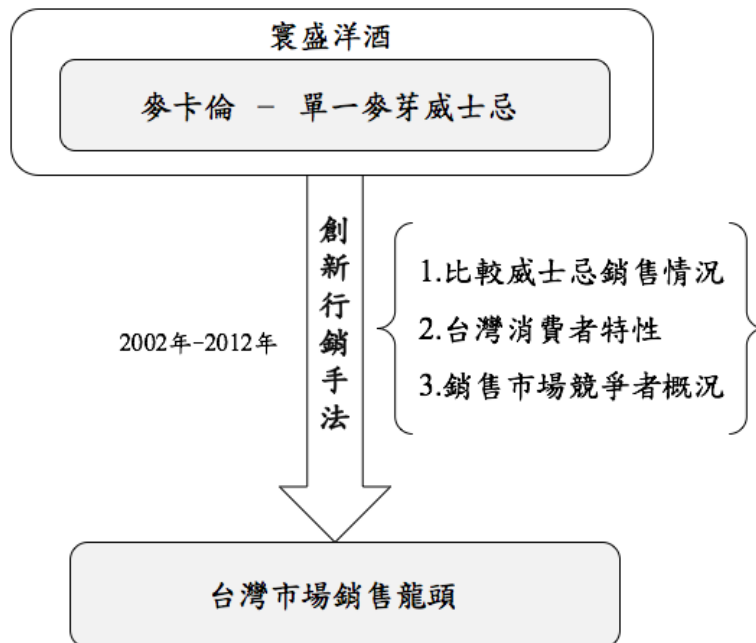 寰盛洋酒
麥卡倫 – 單一麥芽威士忌
創新行銷手法
2002年-2012年
1.比較威士忌銷售情況
2.台灣消費者特性
3.銷售市場競爭者概況
台灣市場銷售龍頭